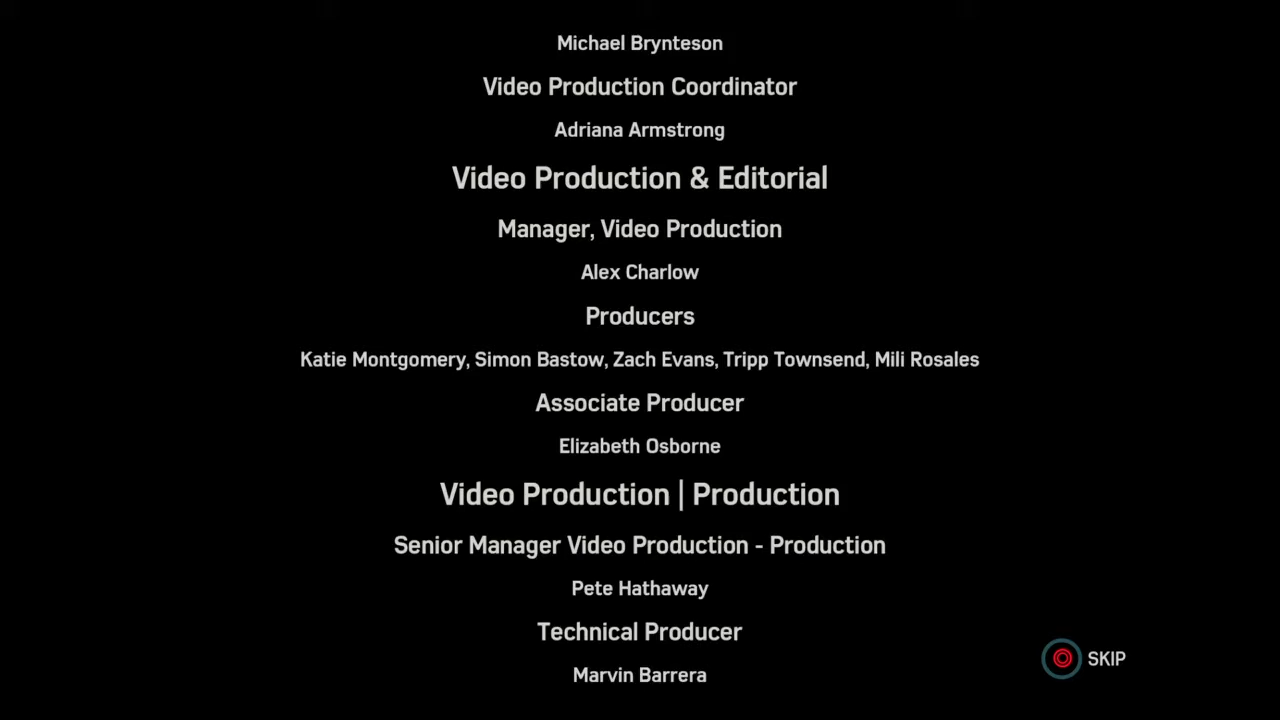 Michael Brynteson
Video Production Coordinator
Adriana Armstrong
Video Production & Editorial
Manager, Video Production
Alex Charlow
Producers
Katie Montgomery, Simon Bastow, Zach Evans, Tripp Townsend, Mili Rosales
Associate Producer
Elizabeth Osborne
Video Production | Production
Senior Manager Video Production - Production
Pete Hathaway
Technical Producer
Marvin Barrera
SKIP